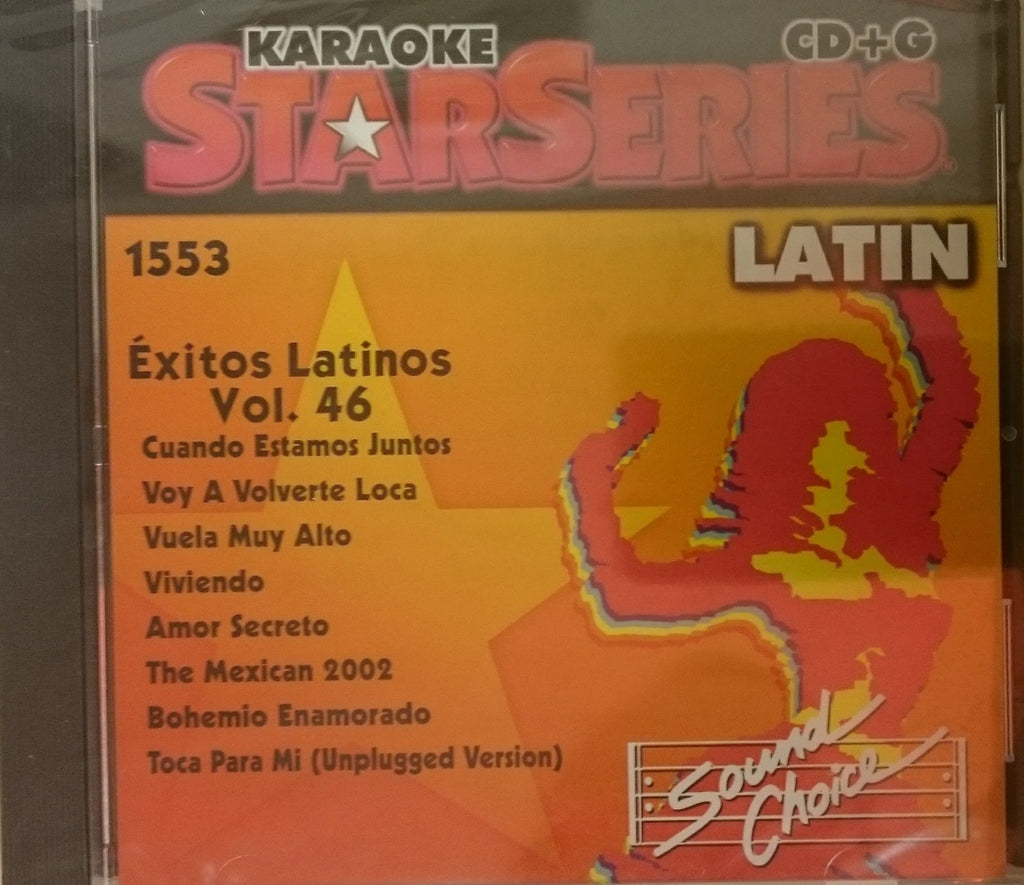 KARAOKE
CD+G
STARSERIES
LATIN
1553
Éxitos Latinos
Vol. 46
Cuando Estamos Juntos
Voy A Volverte Loca
Vuela Muy Alto
Viviendo
Amor Secreto
The Mexican 2002
Bohemio Enamorado
Toca Para Mi (Unplugged Version)
Sound
Choice